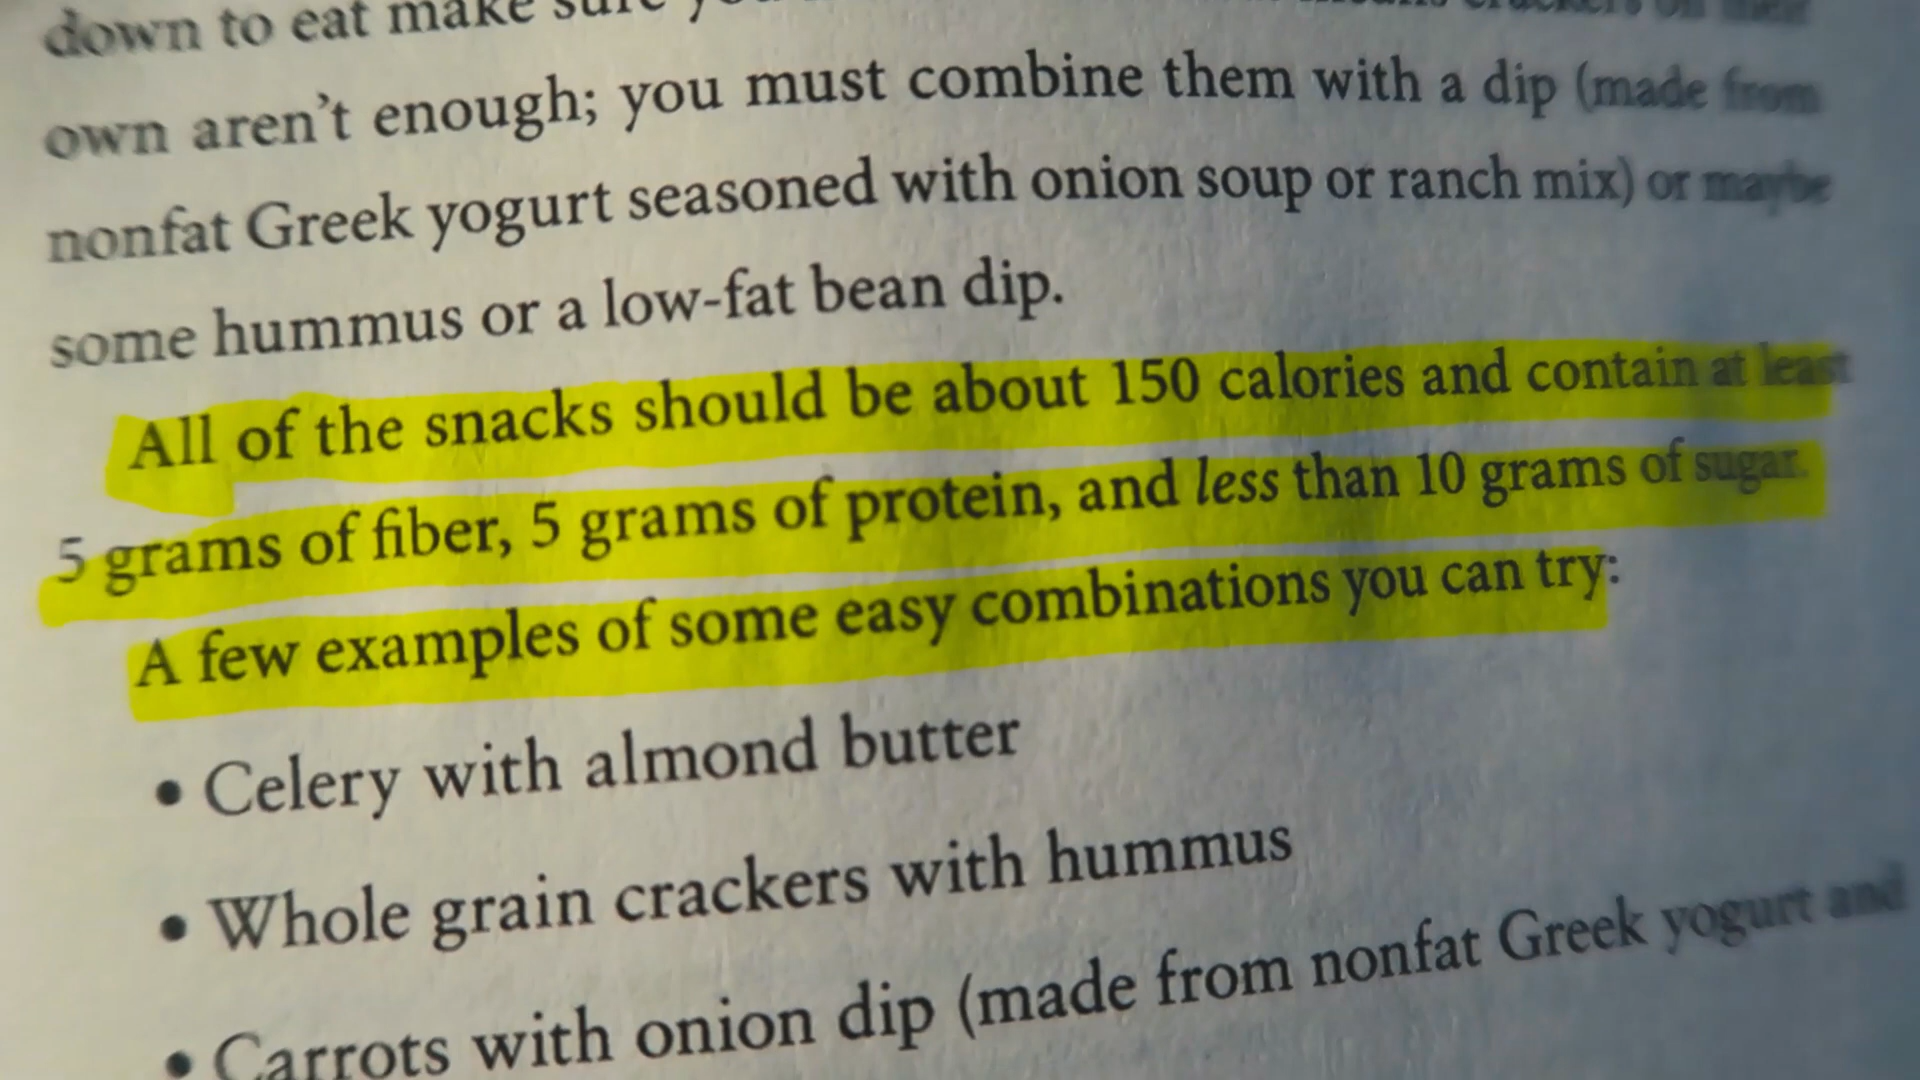 down to eat make sure
own aren't enough; you must combine them with a dip (made from
nonfat Greek yogurt seasoned with onion soup or ranch mix) or maybe
some hummus or a low-fat bean dip.
All of the snacks should be about 150 calories and contain at least
5 grams of fiber, 5 grams of protein, and less than 10 grams of sugar.
A few examples of some easy combinations you can try:
• Celery with almond butter
• Whole grain crackers with hummus
• Carrots with onion dip (made from nonfat Greek yogurt and